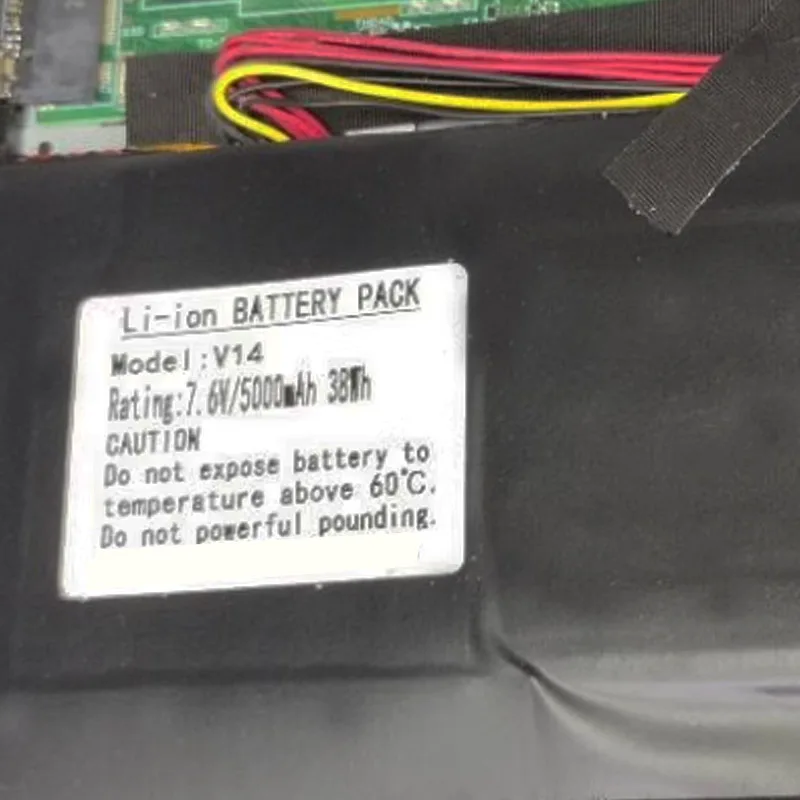 Li-ion BATTERY PACK
Model:V14
Rating:7.6V/5000mAh 38Wh
CAUTION
Do not expose battery to
temperature above 60℃.
Do not powerful pounding.